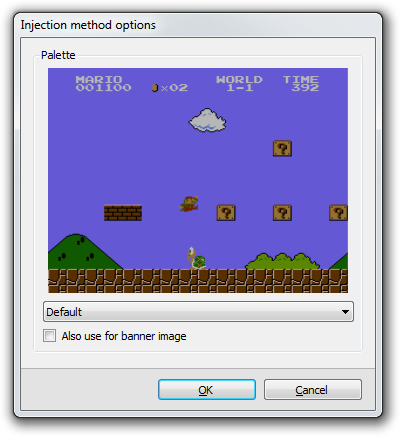 Injection method options
Palette
MARIO WORLD TIME
001100 ×02 1-1 392
? 
? ? ?
Default
Also use for banner image
OK Cancel